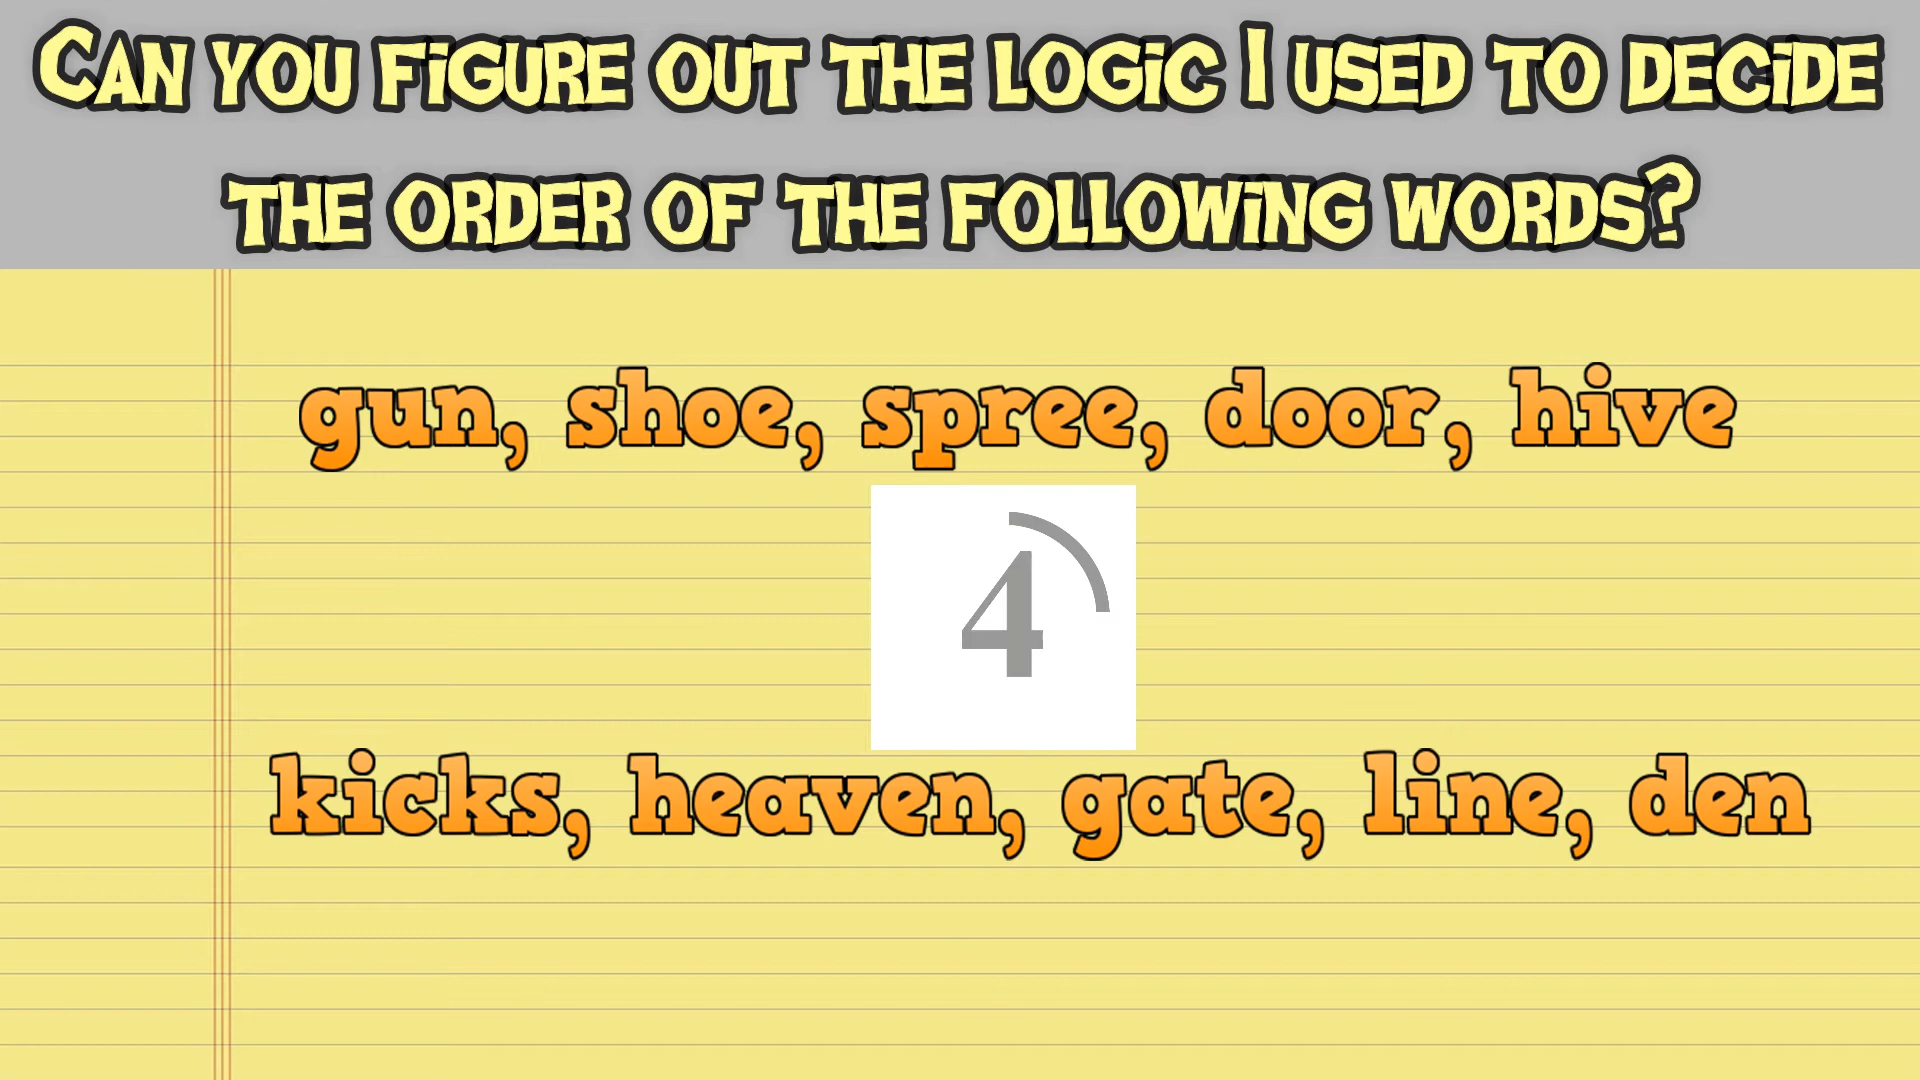 Can you figure out the logic I used to decide
the order of the following words?
gun, shoe, spree, door, hive
4
kicks, heaven, gate, line, den